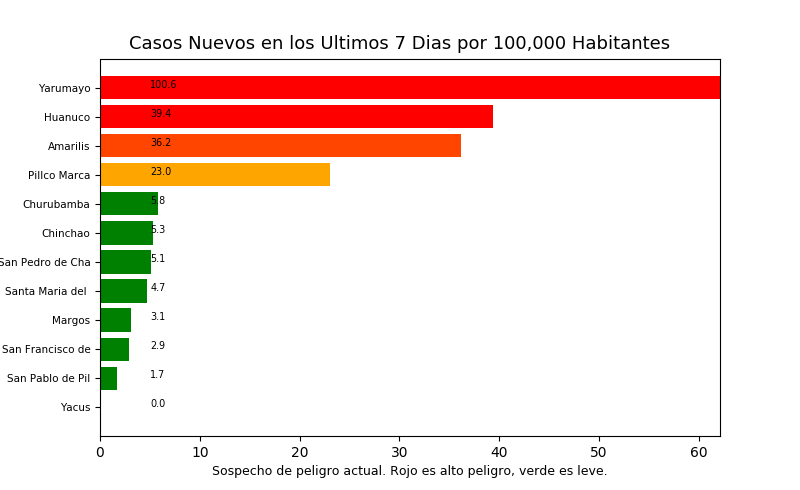 Casos Nuevos en los Ultimos 7 Dias por 100,000 Habitantes
Yarumayo 100.6
Huanuco 39.4
Amarilis 36.2
Pillco Marca 23.0
Churubamba 5.8
Chinchao 5.3
San Pedro de Cha 5.1
Santa Maria del 4.7
Margos 3.1
San Francisco de 2.9
San Pablo de Pil 1.7
Yacus 0.0
0 10 20 30 40 50 60
Sospecho de peligro actual. Rojo es alto peligro, verde es leve.